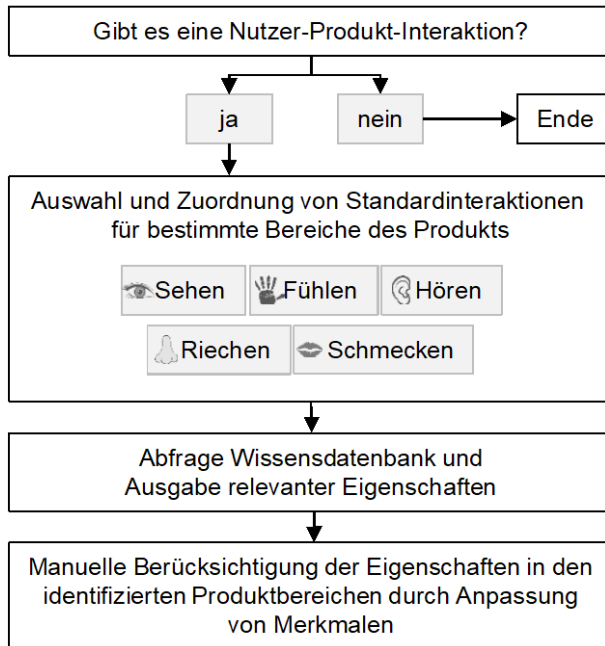 Gibt es eine Nutzer-Produkt-Interaktion?
ja
nein
Ende
Auswahl und Zuordnung von Standardinteraktionen
für bestimmte Bereiche des Produkts
Sehen
Fühlen
Hören
Riechen
Schmecken
Abfrage Wissensdatenbank und
Ausgabe relevanter Eigenschaften
Manuelle Berücksichtigung der Eigenschaften in den
identifizierten Produktbereichen durch Anpassung
von Merkmalen